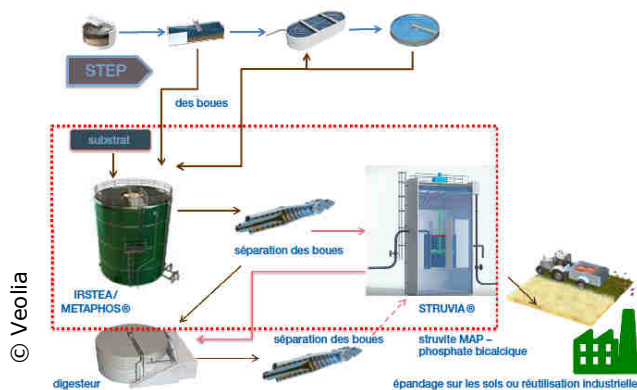 STEP
des boues
substrat
séparation des boues
IRSTEA/
METAPHOS®
STRUVIA®
séparation des boues
struvite MAP –
phosphate bicalcique
digesteur
épandage sur les sols ou réutilisation industrielle
© Veolia